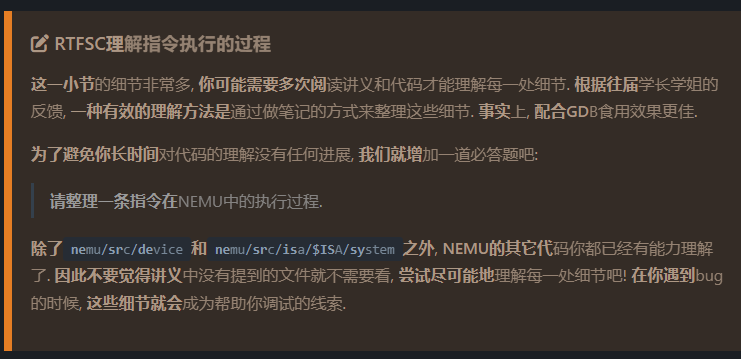 RTFSC理解指令执行的过程
这一小节的细节非常多, 你可能需要多次阅读讲义和代码才能理解每一处细节. 根据往届学长学姐的
反馈, 一种有效的理解方法是通过做笔记的方式来整理这些细节. 事实上, 配合GDB食用效果更佳.
为了避免你长时间对代码的理解没有任何进展, 我们就增加一道必答题吧:
请整理一条指令在NEMU中的执行过程.
除了 nemu/src/device 和 nemu/src/isa/$ISA/system 之外, NEMU的其它代码你都已经有能力理解
了. 因此不要觉得讲义中没有提到的文件就不需要看, 尝试尽可能地理解每一处细节吧! 在你遇到bug
的时候, 这些细节就会成为帮助你调试的线索.